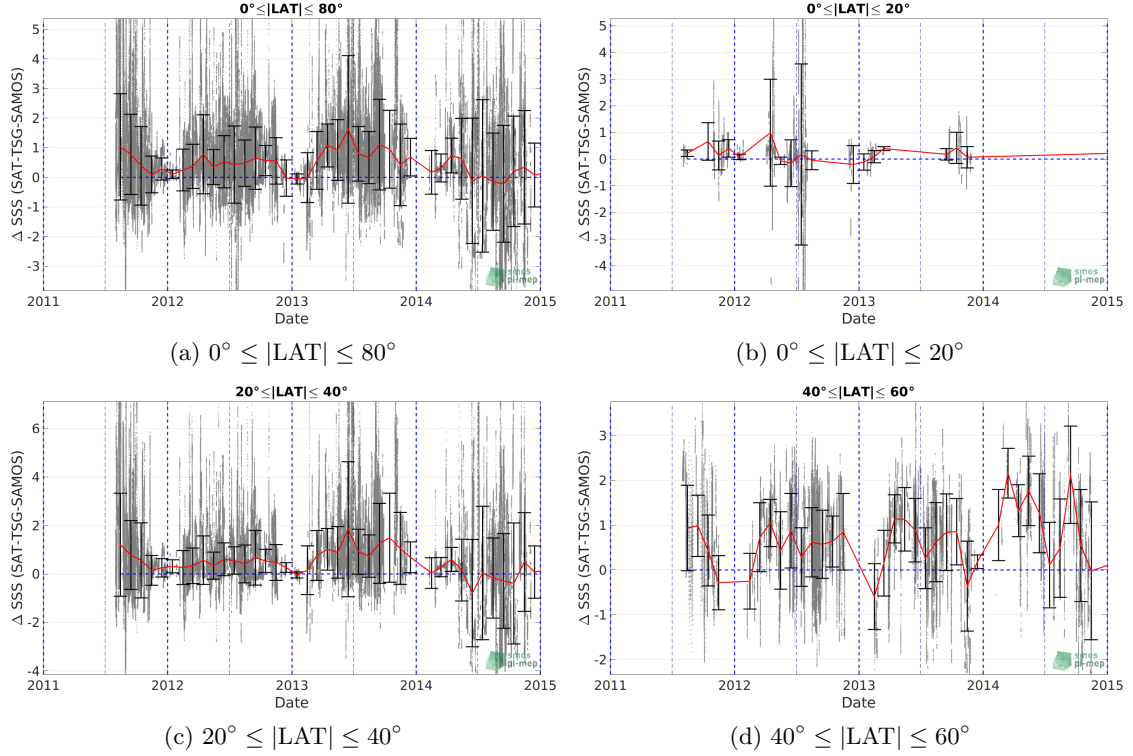 0°≤|LAT|≤ 80°
Δ SSS (SAT-TSG-SAMOS)
5
4
3
2
1
0
-1
-2
-3
smos
pi-mep
2011 2012 2013 2014 2015
Date
(a) 0° ≤ |LAT| ≤ 80°
0°≤|LAT|≤ 20°
Δ SSS (SAT-TSG-SAMOS)
5
4
3
2
1
0
-1
-2
-3
-4
smos
pi-mep
2011 2012 2013 2014 2015
Date
(b) 0° ≤ |LAT| ≤ 20°
20°≤|LAT|≤ 40°
Δ SSS (SAT-TSG-SAMOS)
6
4
2
0
-2
-4
smos
pi-mep
2011 2012 2013 2014 2015
Date
(c) 20° ≤ |LAT| ≤ 40°
40°≤|LAT|≤ 60°
Δ SSS (SAT-TSG-SAMOS)
3
2
1
0
-1
-2
smos
pi-mep
2011 2012 2013 2014 2015
Date
(d) 40° ≤ |LAT| ≤ 60°